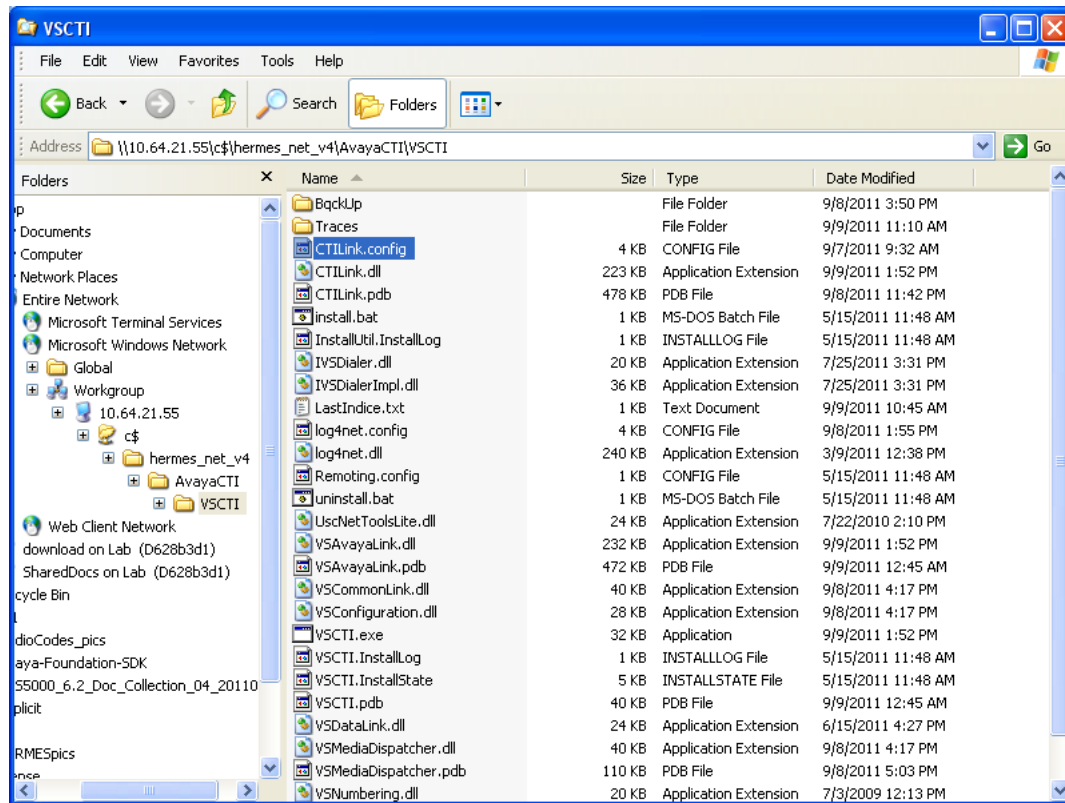 VSCTI
File Edit View Favorites Tools Help
Back Search Folders
Address \\10.64.21.55\c$\hermes_net_v4\AvayaCTI\VSCTI Go
Folders
op
Documents
Computer
Network Places
Entire Network
Microsoft Terminal Services
Microsoft Windows Network
Global
Workgroup
10.64.21.55
c$
hermes_net_v4
AvayaCTI
VSCTI
Web Client Network
download on Lab (D628b3d1)
SharedDocs on Lab (D628b3d1)
cycle Bin
dioCodes_pics
aya-Foundation-SDK
S5000_6.2_Doc_Collection_04_20110
plicit
RMESpics
ense
Name Size Type Date Modified
BqckUp File Folder 9/8/2011 3:50 PM
Traces File Folder 9/9/2011 11:10 AM
CTILink.config 4 KB CONFIG File 9/7/2011 9:32 AM
CTILink.dll 223 KB Application Extension 9/9/2011 1:52 PM
CTILink.pdb 478 KB PDB File 9/8/2011 11:42 PM
install.bat 1 KB MS-DOS Batch File 5/15/2011 11:48 AM
InstallUtil.InstallLog 1 KB INSTALLLOG File 5/15/2011 11:48 AM
IVSDialer.dll 20 KB Application Extension 7/25/2011 3:31 PM
IVSDialerImpl.dll 36 KB Application Extension 7/25/2011 3:31 PM
LastIndice.txt 1 KB Text Document 9/9/2011 10:45 AM
log4net.config 4 KB CONFIG File 9/8/2011 1:55 PM
log4net.dll 240 KB Application Extension 3/9/2011 12:38 PM
Remoting.config 1 KB CONFIG File 5/15/2011 11:48 AM
uninstall.bat 1 KB MS-DOS Batch File 5/15/2011 11:48 AM
UscNetToolsLite.dll 24 KB Application Extension 7/22/2010 2:10 PM
VSAvayaLink.dll 232 KB Application Extension 9/9/2011 1:52 PM
VSAvayaLink.pdb 472 KB PDB File 9/9/2011 12:45 AM
VSCommonLink.dll 40 KB Application Extension 9/8/2011 4:17 PM
VSConfiguration.dll 28 KB Application Extension 9/8/2011 4:17 PM
VSCTI.exe 32 KB Application 9/9/2011 1:52 PM
VSCTI.InstallLog 1 KB INSTALLLOG File 5/15/2011 11:48 AM
VSCTI.InstallState 5 KB INSTALLSTATE File 5/15/2011 11:48 AM
VSCTI.pdb 40 KB PDB File 9/9/2011 12:45 AM
VSDataLink.dll 24 KB Application Extension 6/15/2011 4:27 PM
VSMediaDispatcher.dll 40 KB Application Extension 9/8/2011 4:17 PM
VSMediaDispatcher.pdb 110 KB PDB File 9/8/2011 5:03 PM
VSNumbering.dll 20 KB Application Extension 7/3/2009 12:13 PM